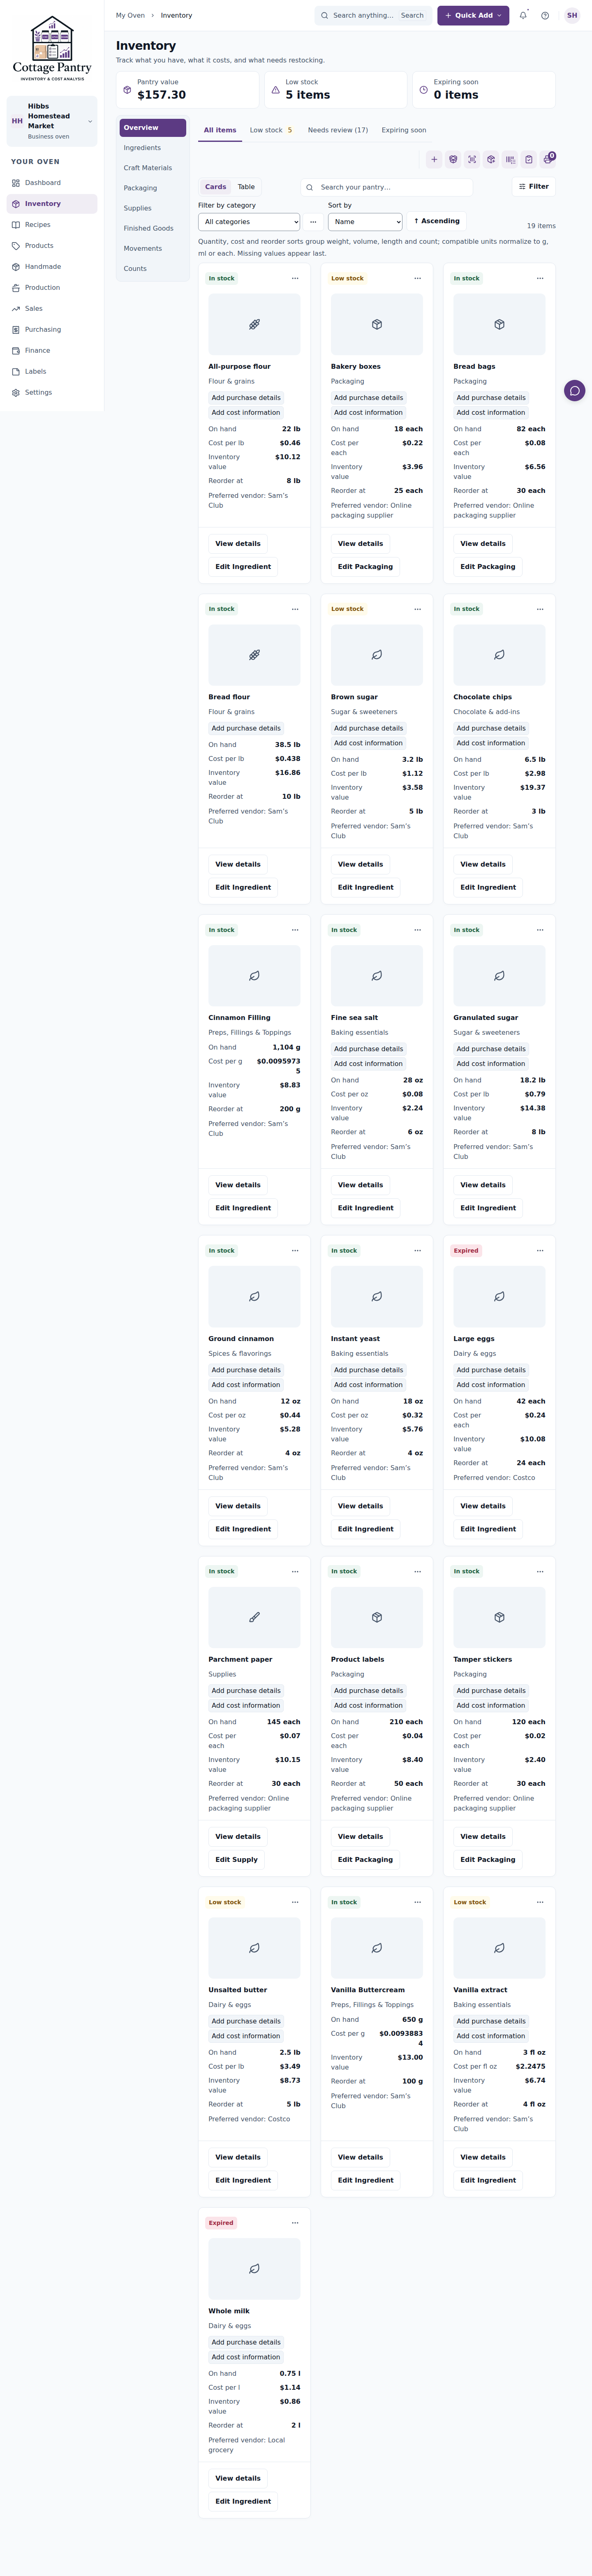 Cottage Pantry
INVENTORY & COST ANALYSIS
HH
Hibbs
Homestead
Market
Business oven
YOUR OVEN
Dashboard
Inventory
Recipes
Products
Handmade
Production
Sales
Purchasing
Finance
Labels
Settings
My Oven > Inventory
Search anything... Search
+ Quick Add
SH
Inventory
Track what you have, what it costs, and what needs restocking.
Pantry value
$157.30
Low stock
5 items
Expiring soon
0 items
Overview
Ingredients
Craft Materials
Packaging
Supplies
Finished Goods
Movements
Counts
All items Low stock 5 Needs review (17) Expiring soon
0
Cards Table
Search your pantry...
Filter
Filter by category
All categories
...
Sort by
Name
↑ Ascending
19 items
Quantity, cost and reorder sorts group weight, volume, length and count; compatible units normalize to g,
ml or each. Missing values appear last.
In stock ...
All-purpose flour
Flour & grains
Add purchase details
Add cost information
On hand 22 lb
Cost per lb $0.46
Inventory $10.12
value
Reorder at 8 lb
Preferred vendor: Sam's
Club
View details
Edit Ingredient
Low stock ...
Bakery boxes
Packaging
Add purchase details
Add cost information
On hand 18 each
Cost per $0.22
each
Inventory $3.96
value
Reorder at 25 each
Preferred vendor: Online
packaging supplier
View details
Edit Packaging
In stock ...
Bread bags
Packaging
Add purchase details
Add cost information
On hand 82 each
Cost per $0.08
each
Inventory $6.56
value
Reorder at 30 each
Preferred vendor: Online
packaging supplier
View details
Edit Packaging
In stock ...
Bread flour
Flour & grains
Add purchase details
On hand 38.5 lb
Cost per lb $0.438
Inventory $16.86
value
Reorder at 10 lb
Preferred vendor: Sam's
Club
View details
Edit Ingredient
Low stock ...
Brown sugar
Sugar & sweeteners
Add purchase details
Add cost information
On hand 3.2 lb
Cost per lb $1.12
Inventory $3.58
value
Reorder at 5 lb
Preferred vendor: Sam's
Club
View details
Edit Ingredient
In stock ...
Chocolate chips
Chocolate & add-ins
Add purchase details
Add cost information
On hand 6.5 lb
Cost per lb $2.98
Inventory $19.37
value
Reorder at 3 lb
Preferred vendor: Sam's
Club
View details
Edit Ingredient
In stock ...
Cinnamon Filling
Preps, Fillings & Toppings
On hand 1,104 g
Cost per g $0.0095973
5
Inventory $8.83
value
Reorder at 200 g
Preferred vendor: Sam's
Club
View details
Edit Ingredient
In stock ...
Fine sea salt
Baking essentials
Add purchase details
Add cost information
On hand 28 oz
Cost per oz $0.08
Inventory $2.24
value
Reorder at 6 oz
Preferred vendor: Sam's
Club
View details
Edit Ingredient
In stock ...
Granulated sugar
Sugar & sweeteners
Add purchase details
Add cost information
On hand 18.2 lb
Cost per lb $0.79
Inventory $14.38
value
Reorder at 8 lb
Preferred vendor: Sam's
Club
View details
Edit Ingredient
In stock ...
Ground cinnamon
Spices & flavorings
Add purchase details
Add cost information
On hand 12 oz
Cost per oz $0.44
Inventory $5.28
value
Reorder at 4 oz
Preferred vendor: Sam's
Club
View details
Edit Ingredient
In stock ...
Instant yeast
Baking essentials
Add purchase details
Add cost information
On hand 18 oz
Cost per oz $0.32
Inventory $5.76
value
Reorder at 4 oz
Preferred vendor: Sam's
Club
View details
Edit Ingredient
Expired ...
Large eggs
Dairy & eggs
Add purchase details
Add cost information
On hand 42 each
Cost per $0.24
each
Inventory $10.08
value
Reorder at 24 each
Preferred vendor: Costco
View details
Edit Ingredient
In stock ...
Parchment paper
Supplies
Add purchase details
Add cost information
On hand 145 each
Cost per $0.07
each
Inventory $10.15
value
Reorder at 30 each
Preferred vendor: Online
packaging supplier
View details
Edit Supply
In stock ...
Product labels
Packaging
Add purchase details
Add cost information
On hand 210 each
Cost per $0.04
each
Inventory $8.40
value
Reorder at 50 each
Preferred vendor: Online
packaging supplier
View details
Edit Packaging
In stock ...
Tamper stickers
Packaging
Add purchase details
Add cost information
On hand 120 each
Cost per $0.02
each
Inventory $2.40
value
Reorder at 30 each
Preferred vendor: Online
packaging supplier
View details
Edit Packaging
Low stock ...
Unsalted butter
Dairy & eggs
Add purchase details
Add cost information
On hand 2.5 lb
Cost per lb $3.49
Inventory $8.73
value
Reorder at 5 lb
Preferred vendor: Costco
View details
Edit Ingredient
In stock ...
Vanilla Buttercream
Preps, Fillings & Toppings
On hand 650 g
Cost per g $0.0093883
4
Inventory $13.00
value
Reorder at 100 g
Preferred vendor: Sam's
Club
View details
Edit Ingredient
Low stock ...
Vanilla extract
Baking essentials
Add purchase details
Add cost information
On hand 3 fl oz
Cost per fl oz $2.2475
Inventory $6.74
value
Reorder at 4 fl oz
Preferred vendor: Sam's
Club
View details
Edit Ingredient
Expired ...
Whole milk
Dairy & eggs
Add purchase details
Add cost information
On hand 0.75 l
Cost per l $1.14
Inventory $0.86
value
Reorder at 2 l
Preferred vendor: Local
grocery
View details
Edit Ingredient